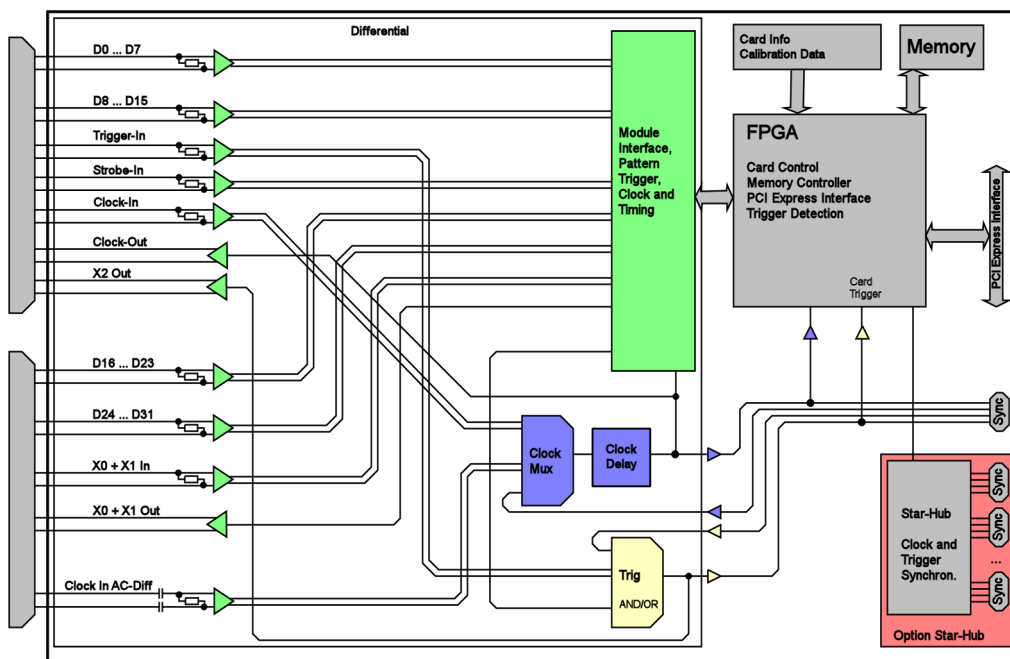 Differential
D0 ... D7
D8 ... D15
Trigger-In
Strobe-In
Clock-In
Clock-Out
X2 Out
D16 ... D23
D24 ... D31
X0 + X1 In
X0 + X1 Out
Clock In AC-Diff
Module
Interface,
Pattern
Trigger,
Clock and
Timing
Clock
Mux
Clock
Delay
Trig
AND/OR
Card Info
Calibration Data
Memory
FPGA
Card Control
Memory Controller
PCI Express Interface
Trigger Detection
Card
Trigger
PCI Express Interface
Sync
Star-Hub
Clock and
Trigger
Synchron.
Sync
Sync
...
Sync
Option Star-Hub